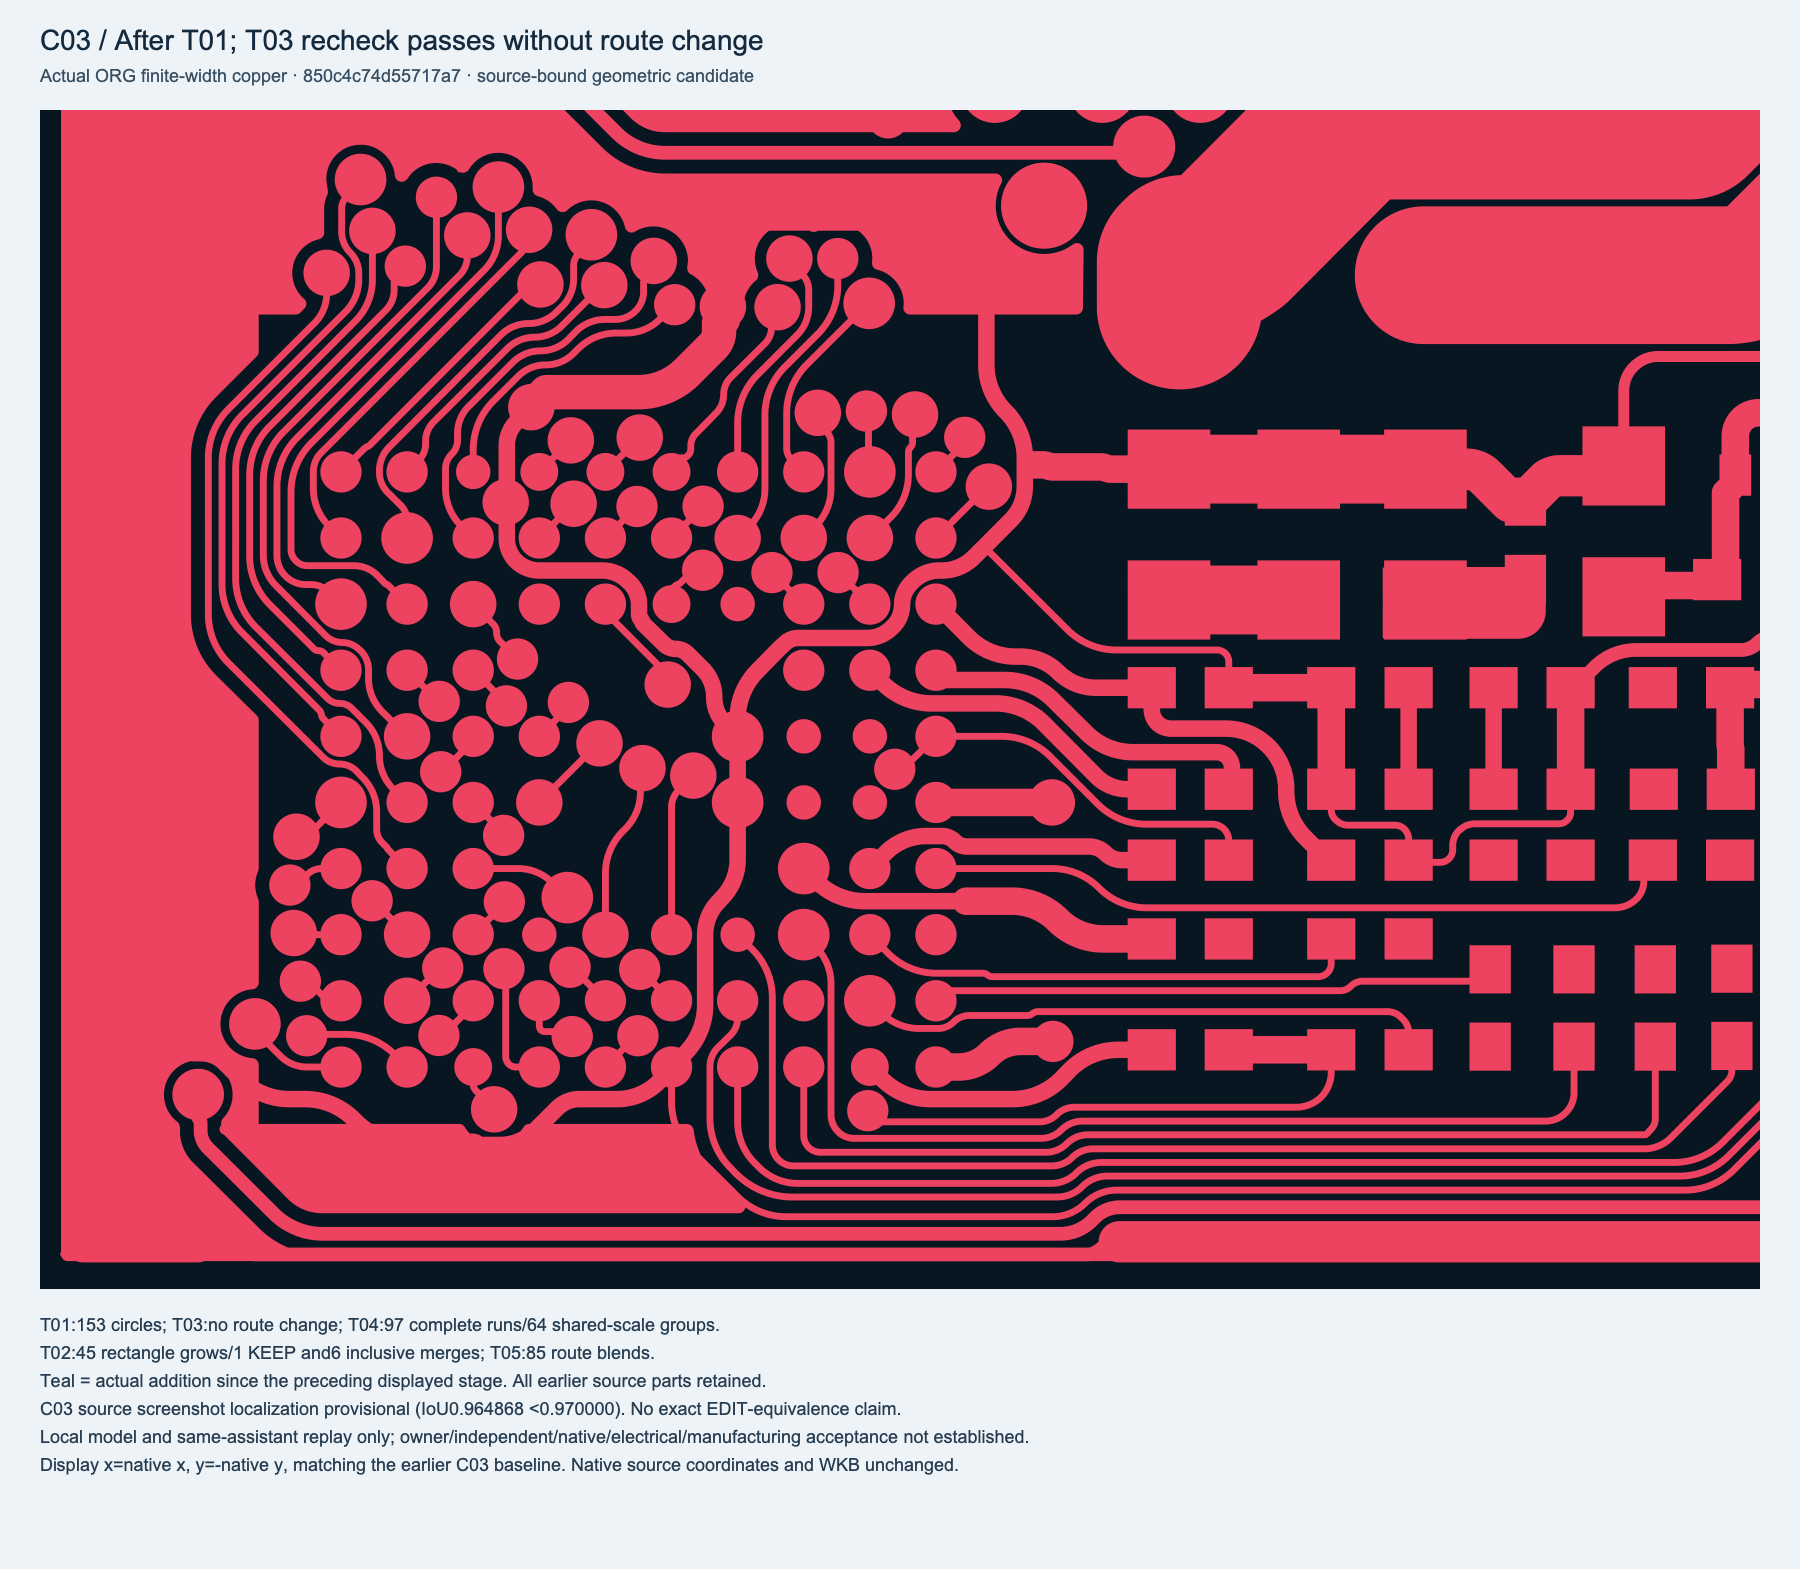 C03 / After T01; T03 recheck passes without route change
Actual ORG finite-width copper · 850c4c74d55717a7 · source-bound geometric candidate
T01:153 circles; T03:no route change; T04:97 complete runs/64 shared-scale groups.
T02:45 rectangle grows/1 KEEP and6 inclusive merges; T05:85 route blends.
Teal = actual addition since the preceding displayed stage. All earlier source parts retained.
C03 source screenshot localization provisional (IoU0.964868 <0.970000). No exact EDIT-equivalence claim.
Local model and same-assistant replay only; owner/independent/native/electrical/manufacturing acceptance not established.
Display x=native x, y=-native y, matching the earlier C03 baseline. Native source coordinates and WKB unchanged.